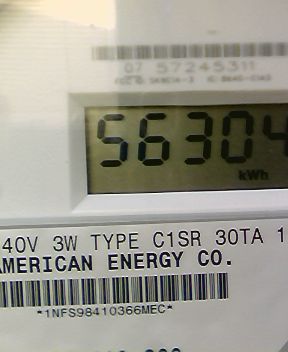 07 57245311
56304
kWh
40V 3W TYPE C1SR 30TA 1
AMERICAN ENERGY CO.
*1NFS98410366MEC*